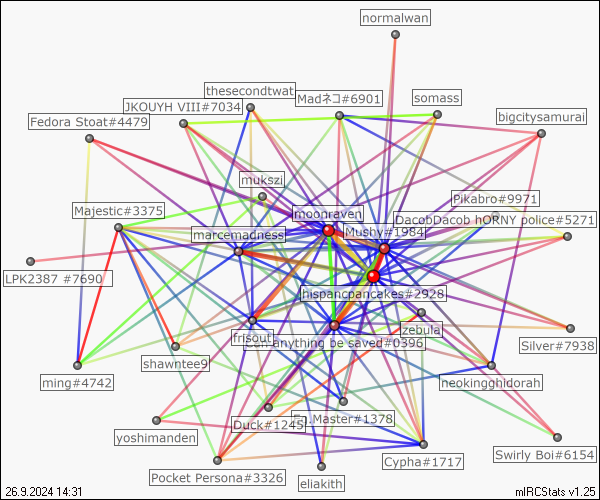 normalwan
thesecondtwat
Madネコ#6901
somass
JKOUYH VIII#7034
Fedora Stoat#4479
bigcitysamurai
mukszi
Pikabro#9971
Majestic#3375
moonraven
DacobDacob hORNY police#5271
marcemadness
Mushy#1984
LPK2387 #7690
hispancpancakes#2928
zebula
frisout
anything be saved#0396
Silver#7938
shawntee9
ming#4742
neokingghidorah
Duck#1245
Master#1378
yoshimanden
Swirly Boi#6154
Cypha#1717
Pocket Persona#3326
eliakith
26.9.2024 14:31
mIRCStats v1.25